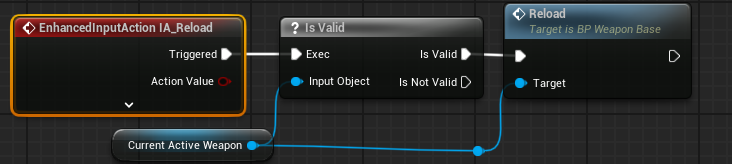 EnhancedInputAction IA_Reload
Triggered
Action Value
? Is Valid
Exec
Is Valid
Input Object
Is Not Valid
Reload
Target is BP Weapon Base
Target
Current Active Weapon